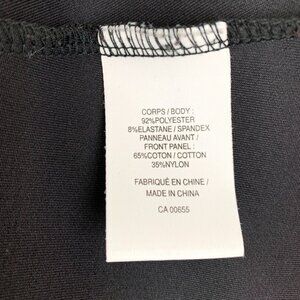 CORPS / BODY :
92%POLYESTER
8%ELASTANE / SPANDEX
PANNEAU AVANT /
FRONT PANEL :
65%COTON / COTTON
35%NYLON
FABRIQUÉ EN CHINE /
MADE IN CHINA
CA 00655